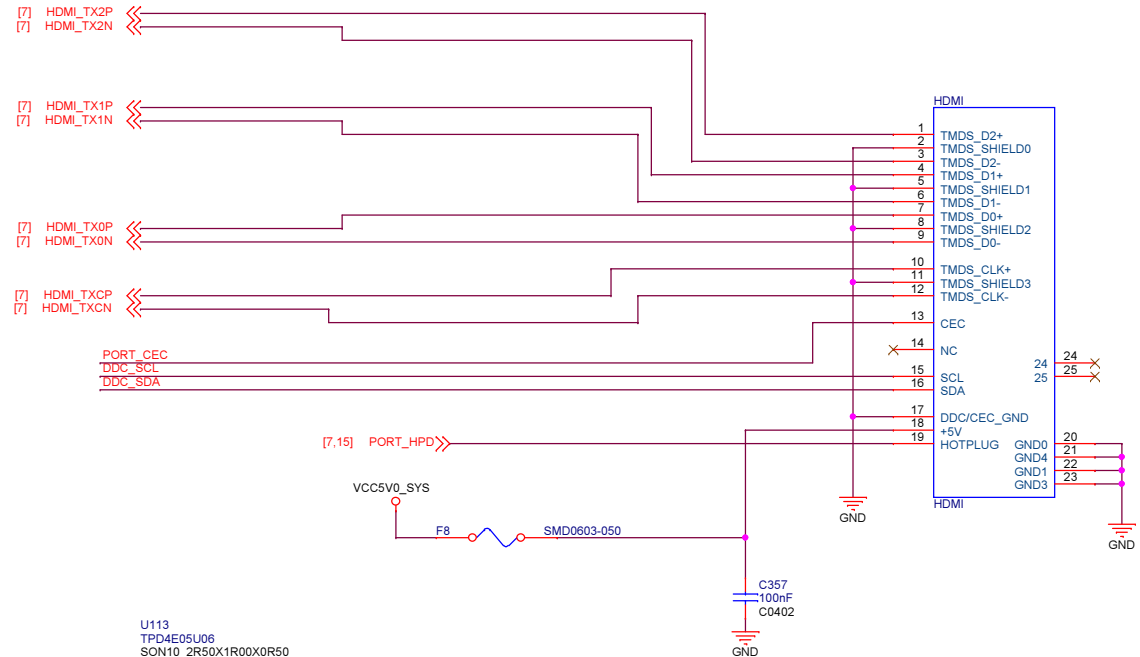 [7] HDMI_TX2P
[7] HDMI_TX2N
[7] HDMI_TX1P
[7] HDMI_TX1N
[7] HDMI_TX0P
[7] HDMI_TX0N
[7] HDMI_TXCP
[7] HDMI_TXCN
PORT_CEC
DDC_SCL
DDC_SDA
[7,15] PORT_HPD
HDMI
1 TMDS_D2+
2 TMDS_SHIELD0
3 TMDS_D2-
4 TMDS_D1+
5 TMDS_SHIELD1
6 TMDS_D1-
7 TMDS_D0+
8 TMDS_SHIELD2
9 TMDS_D0-
10 TMDS_CLK+
11 TMDS_SHIELD3
12 TMDS_CLK-
13 CEC
14 NC
15 SCL
16 SDA
17 DDC/CEC_GND
18 +5V
19 HOTPLUG
24 24
25 25
GND0 20
GND4 21
GND1 22
GND3 23
HDMI
GND
GND
VCC5V0_SYS
F8 SMD0603-050
C357
100nF
C0402
GND
U113
TPD4E05U06
SON10_2R50X1R00X0R50